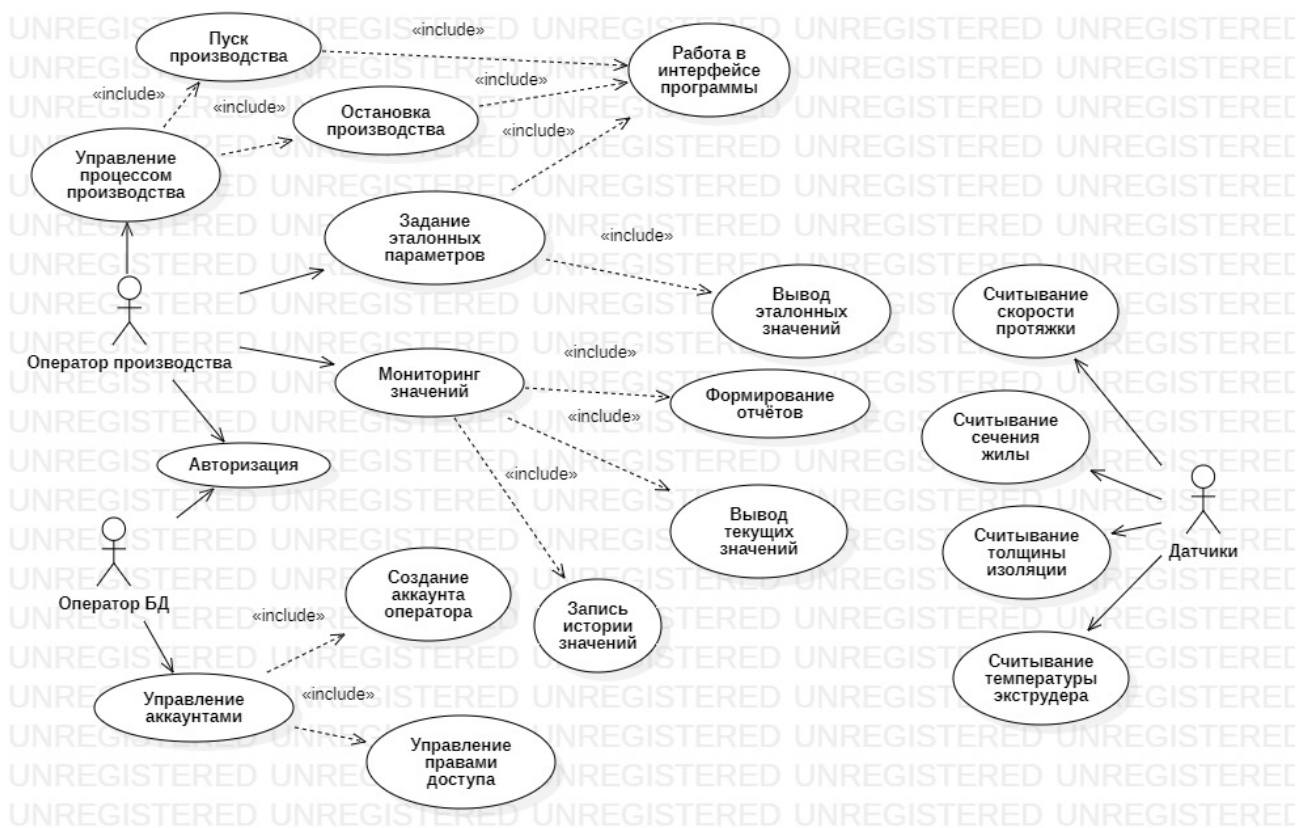 Пуск
производства
«include»
Работа в
интерфейсе
программы
«include»
«include»
Остановка
производства
«include»
«include»
Управление
процессом
производства
Задание
эталонных
параметров
«include»
Вывод
эталонных
значений
Считывание
скорости
протяжки
Оператор производства
Мониторинг
значений
«include»
Формирование
отчётов
«include»
Считывание
сечения
жилы
Авторизация
«include»
Вывод
текущих
значений
Считывание
толщины
изоляции
Датчики
Оператор БД
Создание
аккаунта
оператора
«include»
Запись
истории
значений
Считывание
температуры
экструдера
Управление
аккаунтами
«include»
Управление
правами
доступа
UNREGISTERED